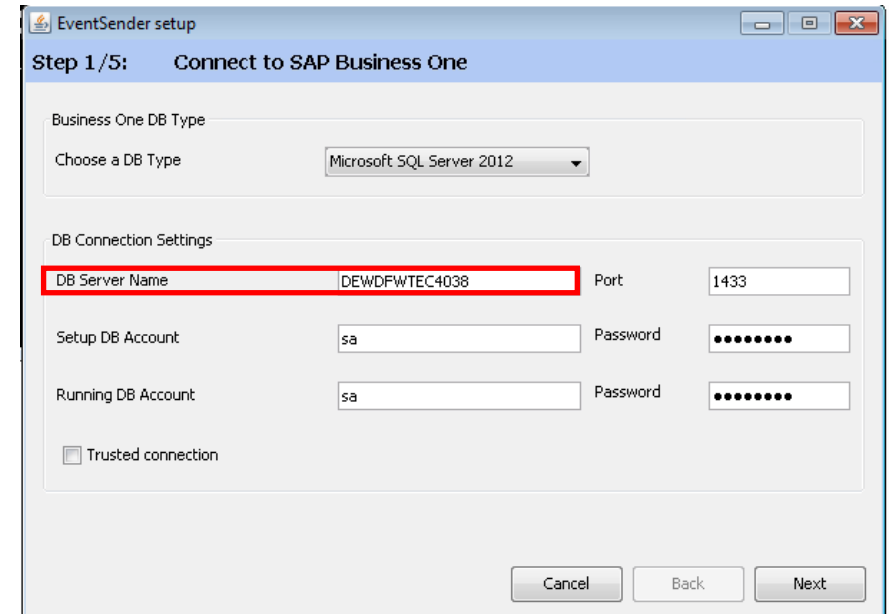 EventSender setup
Step 1/5: Connect to SAP Business One
Business One DB Type
Choose a DB Type Microsoft SQL Server 2012
DB Connection Settings
DB Server Name DEWDFWTEC4038 Port 1433
Setup DB Account sa Password ●●●●●●●●
Running DB Account sa Password ●●●●●●●●
Trusted connection
Cancel Back Next